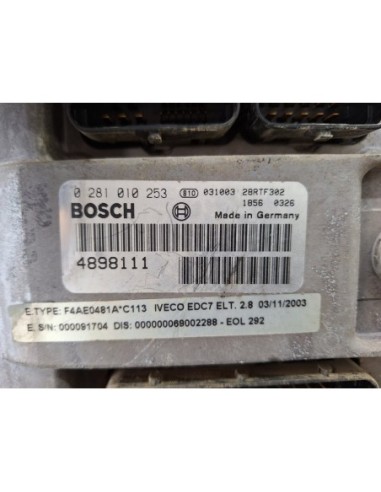 0 281 010 253 810 031003 28RTF302
1856 0326
BOSCH Made in Germany
4898111
E.TYPE: F4AE0481A*C113 IVECO EDC7 ELT. 2.8 03/11/2003
E. S/N: 000091704 DIS: 000000069002288 - EOL 292